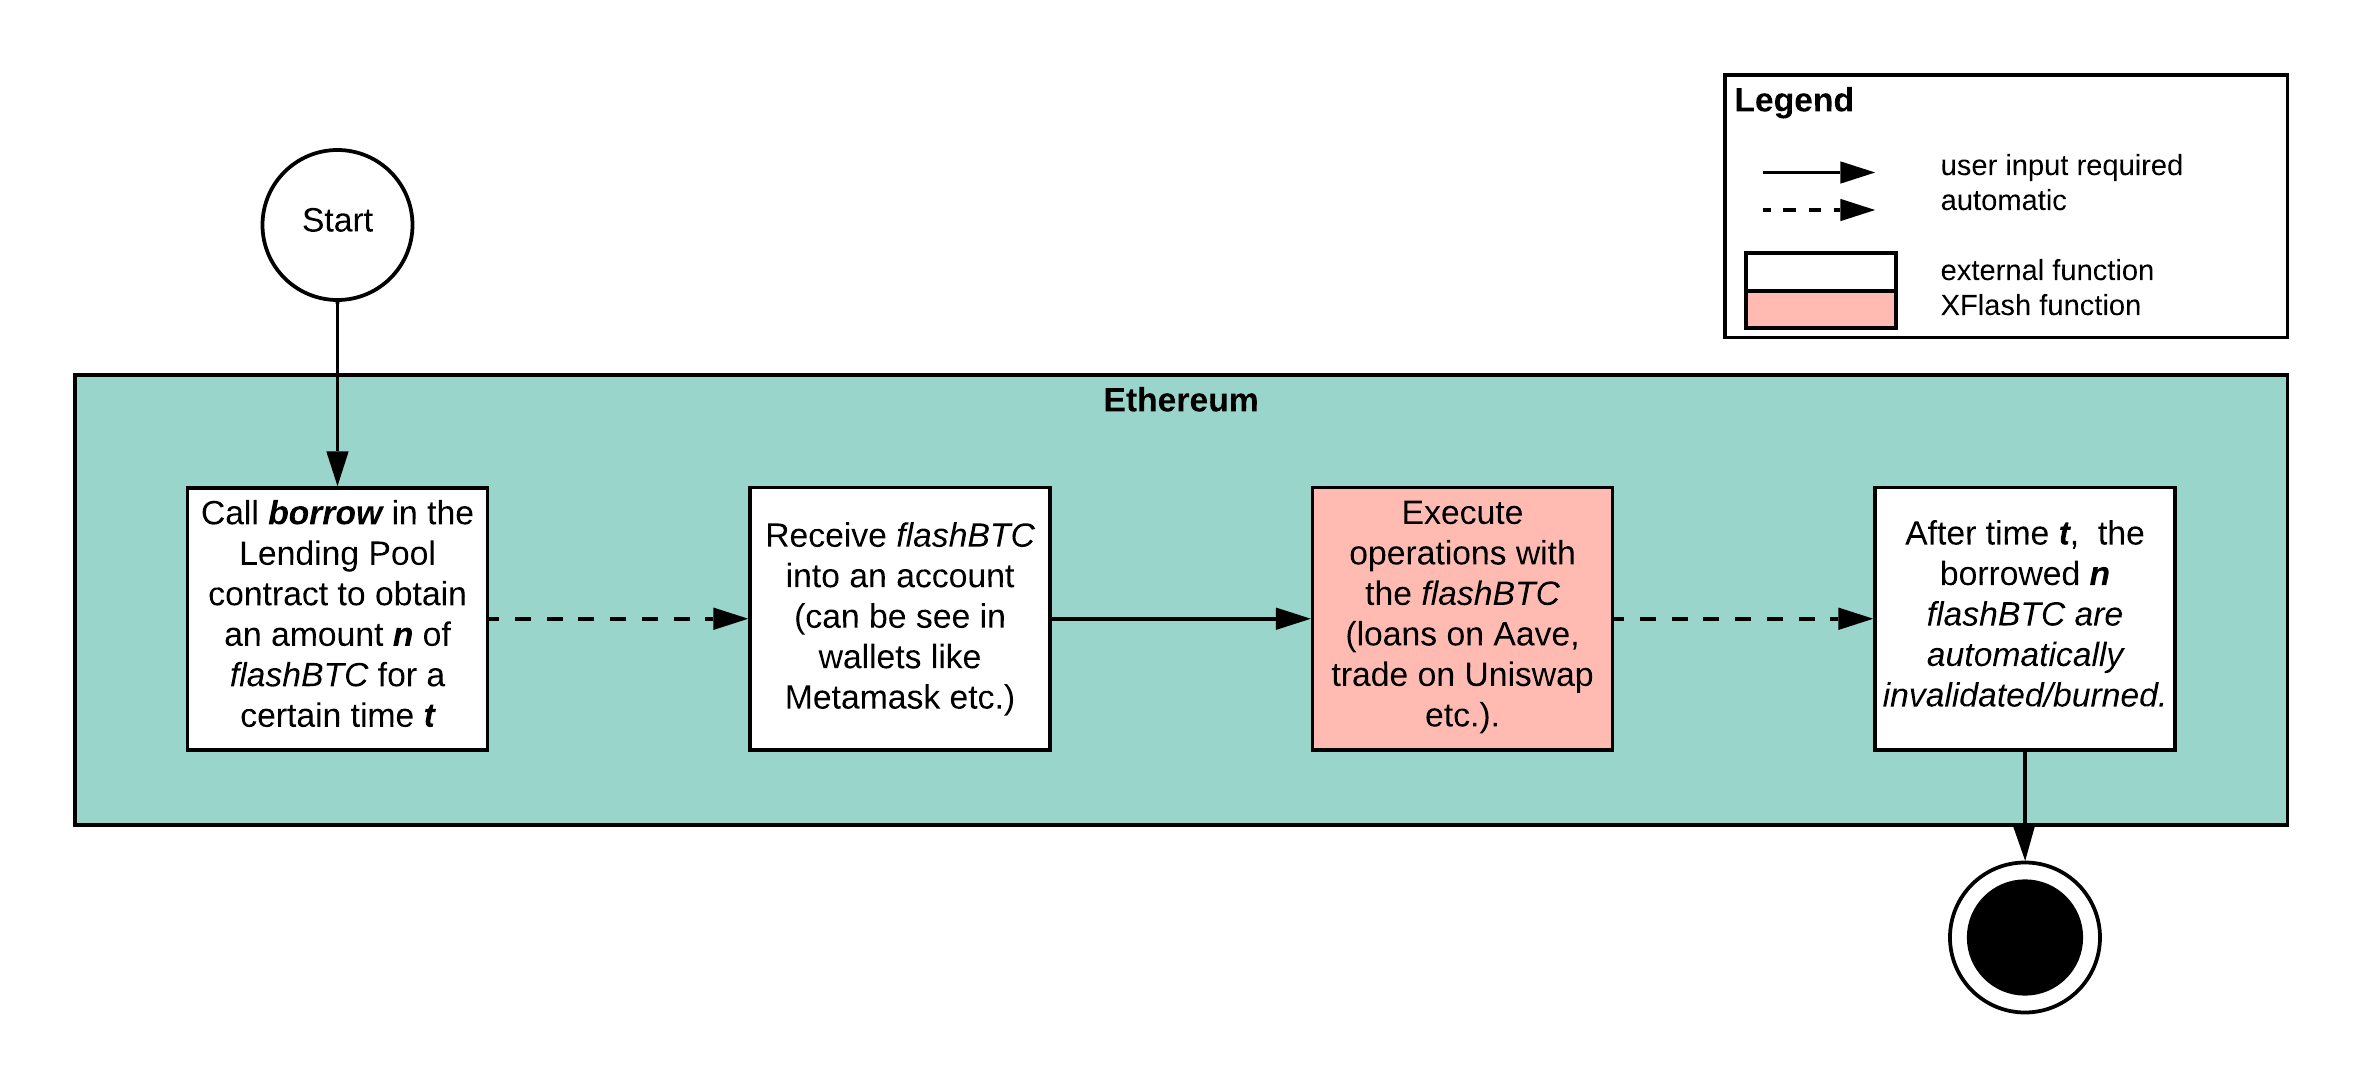 Legend
user input required
automatic
external function
XFlash function
Start
Ethereum
Call borrow in the
Lending Pool
contract to obtain
an amount n of
flashBTC for a
certain time t
Receive flashBTC
into an account
(can be see in
wallets like
Metamask etc.)
Execute
operations with
the flashBTC
(loans on Aave,
trade on Uniswap
etc.).
After time t,  the
borrowed n
flashBTC are
automatically
invalidated/burned.